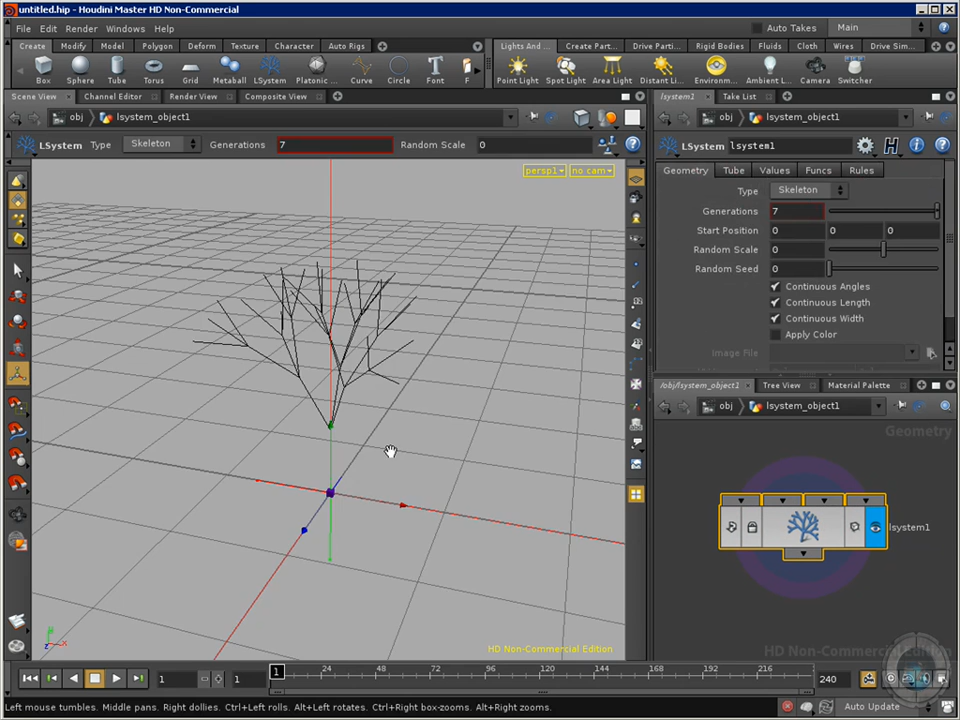 untitled.hip - Houdini Master HD Non-Commercial
File Edit Render Windows Help Auto Takes Main
Create Modify Model Polygon Deform Texture Character Auto Rigs
Lights And ... Create Part... Drive Parti... Rigid Bodies Fluids Cloth Wires Drive Sim...
Box Sphere Tube Torus Grid Metaball LSystem Platonic ... Curve Circle Font F
Point Light Spot Light Area Light Distant Li... Environm... Ambient L... Camera Switcher
Scene View Channel Editor Render View Composite View
lsystem1 Take List
obj lsystem_object1
obj lsystem_object1
LSystem Type Skeleton Generations 7 Random Scale 0
LSystem lsystem1
Geometry Tube Values Funcs Rules
persp1 no cam
Type Skeleton
Generations 7
Start Position 0 0 0
Random Scale 0
Random Seed 0
Continuous Angles
Continuous Length
Continuous Width
Apply Color
Image File
/obj/lsystem_object1 Tree View Material Palette
obj lsystem_object1
Geometry
lsystem1
HD Non-Commercial Edition
HD Non-Commercial Edition
1 1 1 24 48 72 96 120 144 168 192 216 240
Left mouse tumbles. Middle pans. Right dollies. Ctrl+Left rolls. Alt+Left rotates. Ctrl+Right box-zooms. Alt+Right zooms.
Auto Update